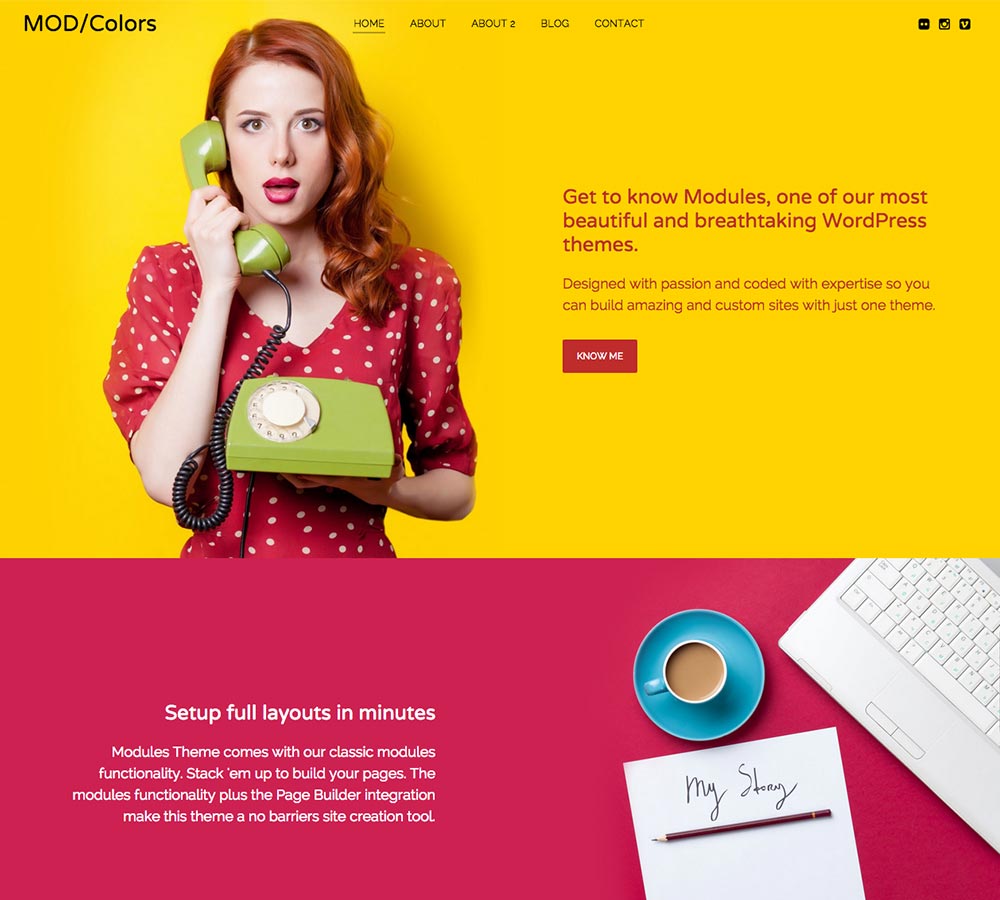 MOD/Colors
HOME ABOUT ABOUT 2 BLOG CONTACT
Get to know Modules, one of our most
beautiful and breathtaking WordPress
themes.
Designed with passion and coded with expertise so you
can build amazing and custom sites with just one theme.
KNOW ME
Setup full layouts in minutes
Modules Theme comes with our classic modules
functionality. Stack 'em up to build your pages. The
modules functionality plus the Page Builder integration
make this theme a no barriers site creation tool.
My Story